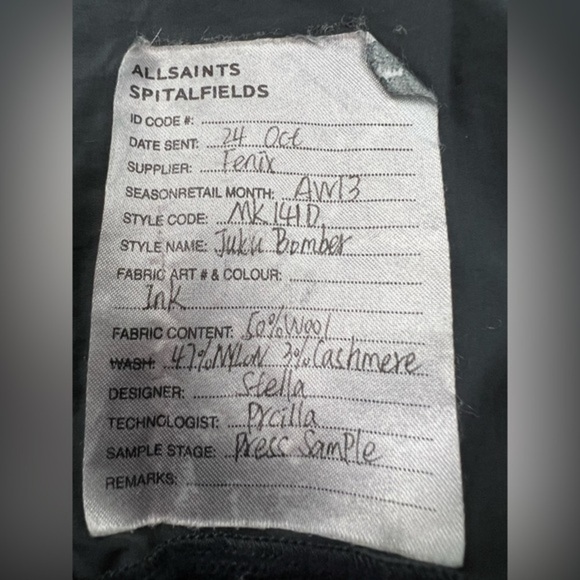 ALLSAINTS
SPITALFIELDS
ID CODE #:
DATE SENT: 24 Oct
SUPPLIER: Fenix
SEASONRETAIL MONTH: AW13
STYLE CODE: MK141D
STYLE NAME: Juku Bomber
FABRIC ART # & COLOUR:
Ink
FABRIC CONTENT: 50%Wool
WASH: 47%NYLON 3%Cashmere
DESIGNER: Stella
TECHNOLOGIST: Prcilla
SAMPLE STAGE: Press Sample
REMARKS: